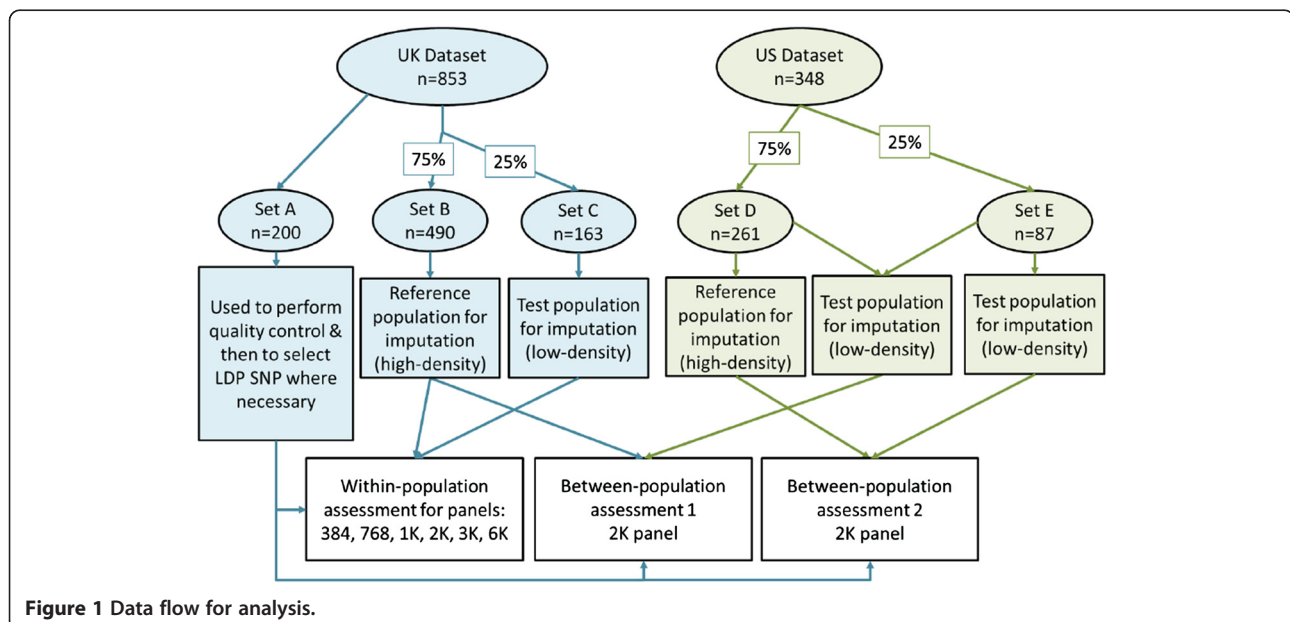 UK Dataset
n=853
US Dataset
n=348
75%
25%
75%
25%
Set A
n=200
Set B
n=490
Set C
n=163
Set D
n=261
Set E
n=87
Used to perform
quality control &
then to select
LDP SNP where
necessary
Reference
population for
imputation
(high-density)
Test population
for imputation
(low-density)
Reference
population for
imputation
(high-density)
Test population
for imputation
(low-density)
Test population
for imputation
(low-density)
Within-population
assessment for panels:
384, 768, 1K, 2K, 3K, 6K
Between-population
assessment 1
2K panel
Between-population
assessment 2
2K panel
Figure 1 Data flow for analysis.